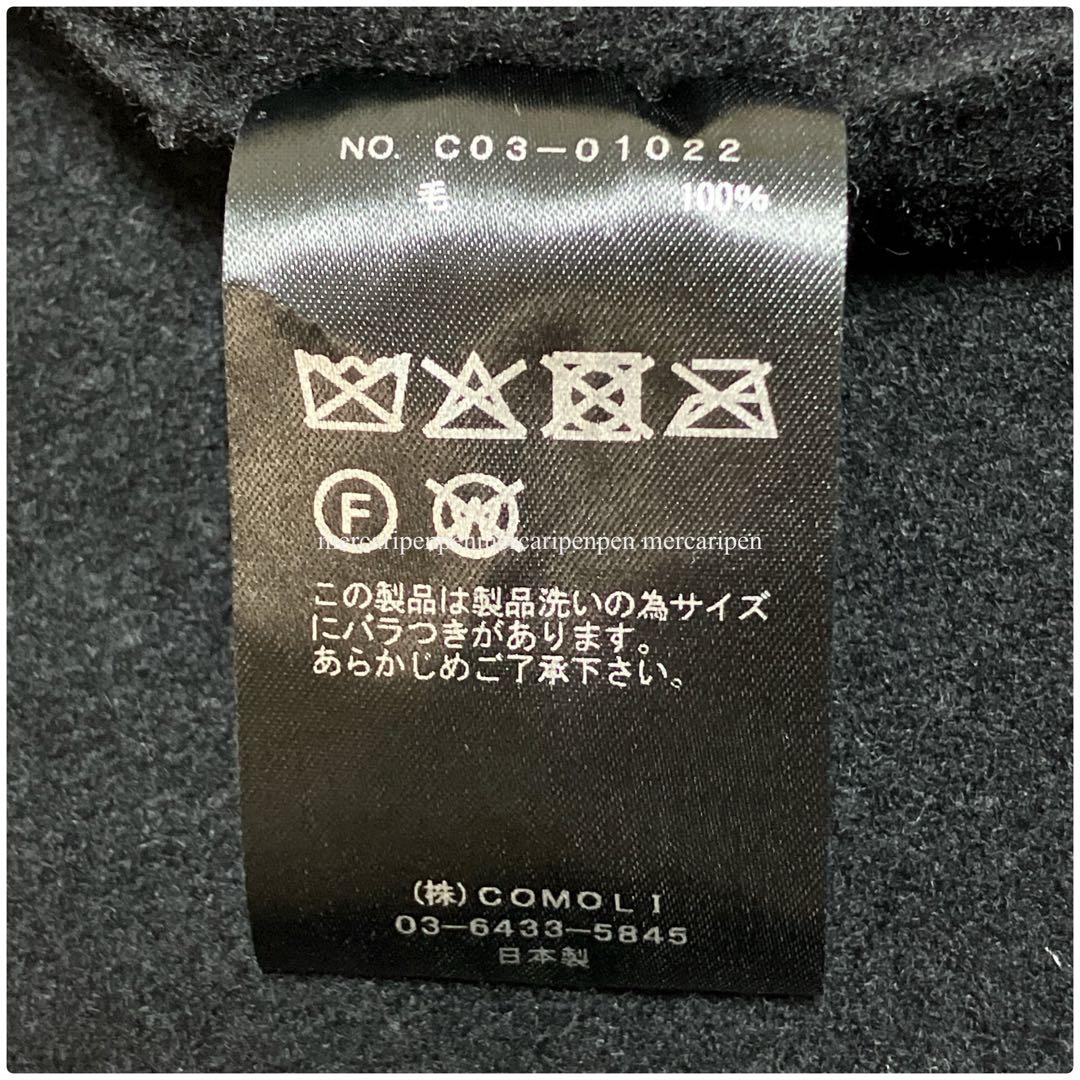 NO. C03-01022
毛 100%
F W
mercaripenpenmercaripenpen mercaripen
この製品は製品洗いの為サイズ
にバラつきがあります。
あらかじめご了承下さい。
(株)COMOLI
03-6433-5845
日本製